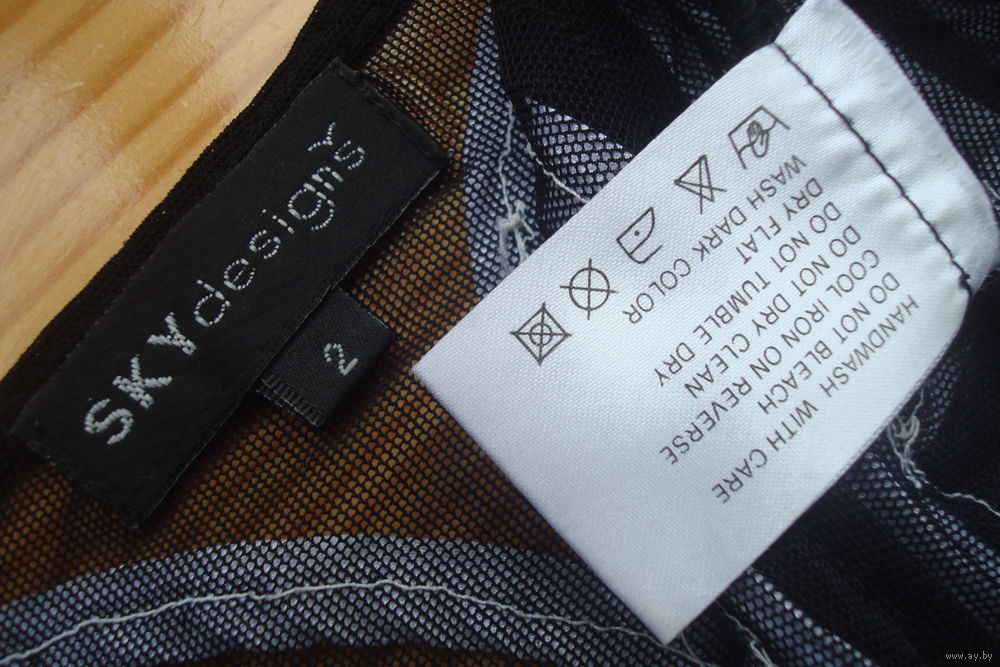 SKYdesigns
2
HANDWASH WITH CARE
DO NOT BLEACH
COOL IRON ON REVERSE
DO NOT DRY CLEAN
DO NOT TUMBLE DRY
DRY FLAT
WASH DARK COLOR
www.ay.by